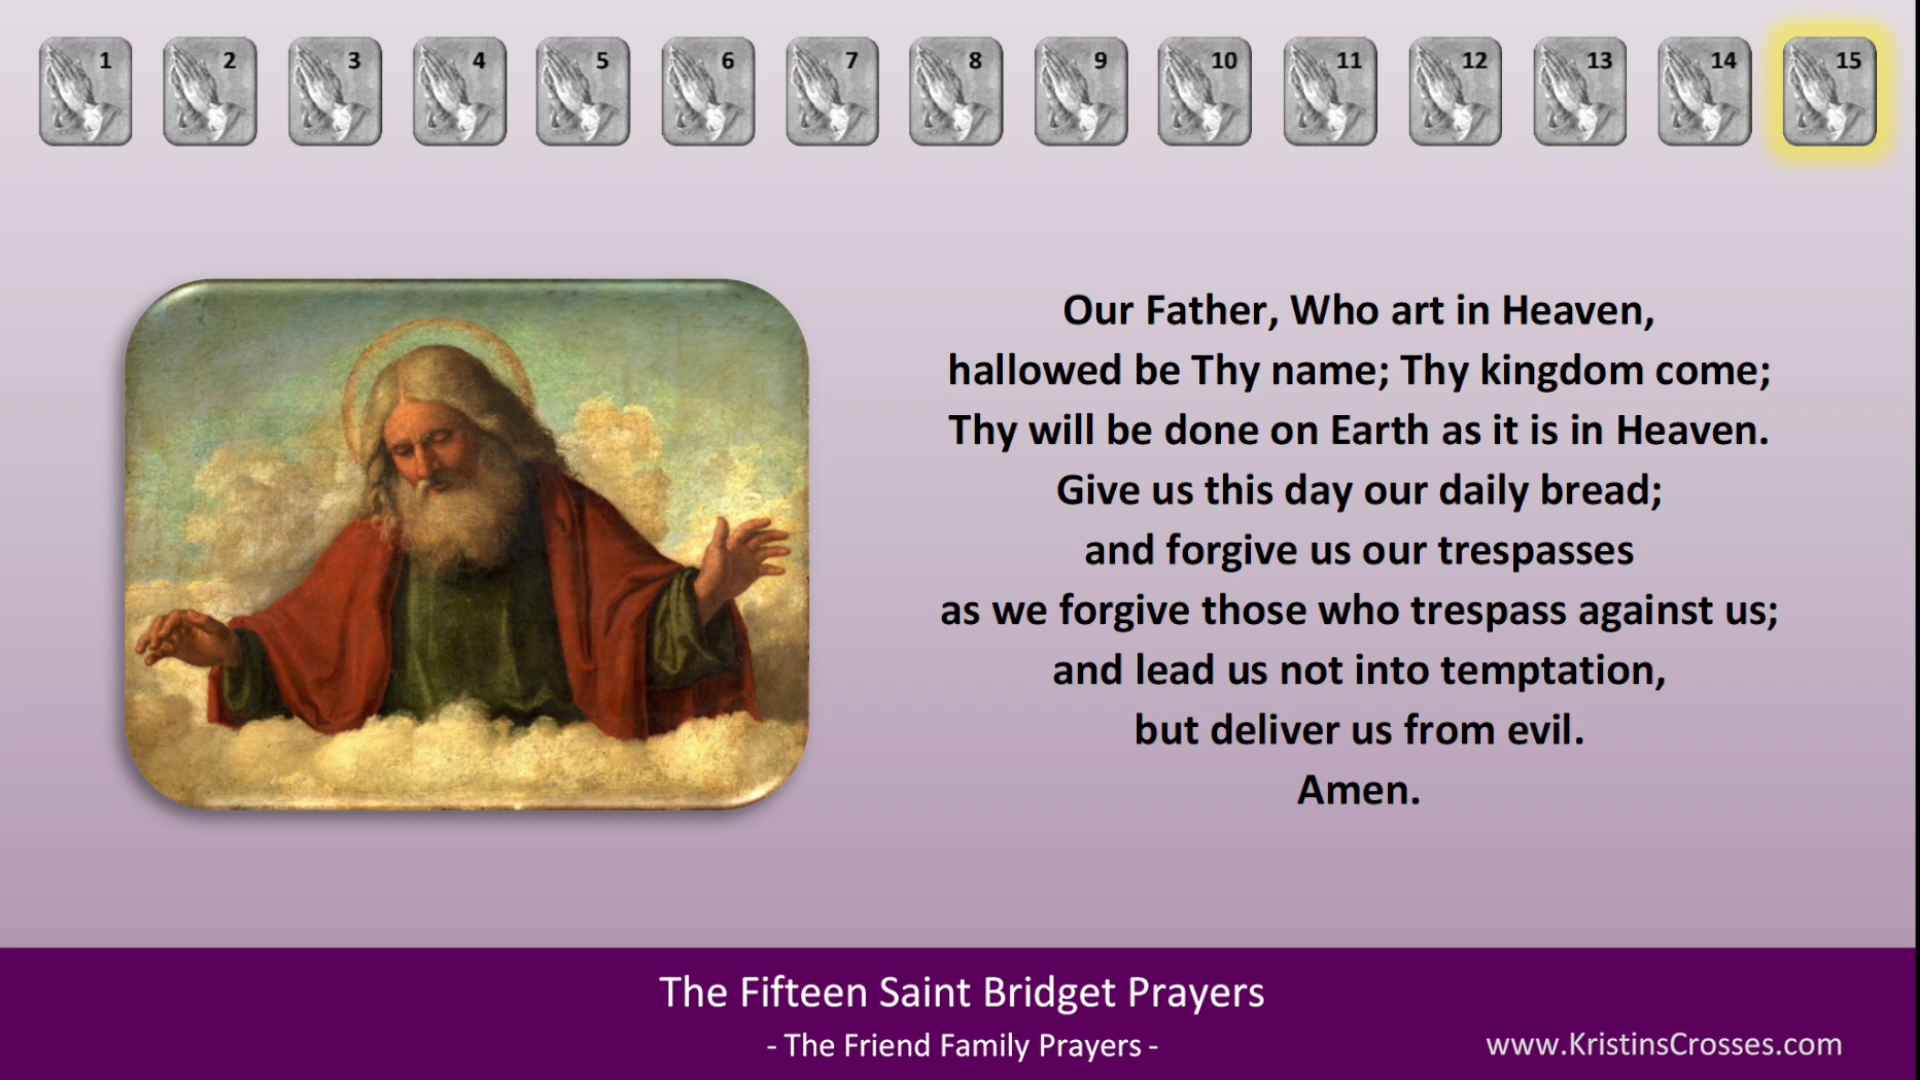 1 2 3 4 5 6 7 8 9 10 11 12 13 14 15
Our Father, Who art in Heaven,
hallowed be Thy name; Thy kingdom come;
Thy will be done on Earth as it is in Heaven.
Give us this day our daily bread;
and forgive us our trespasses
as we forgive those who trespass against us;
and lead us not into temptation,
but deliver us from evil.
Amen.
The Fifteen Saint Bridget Prayers
- The Friend Family Prayers -
www.KristinsCrosses.com